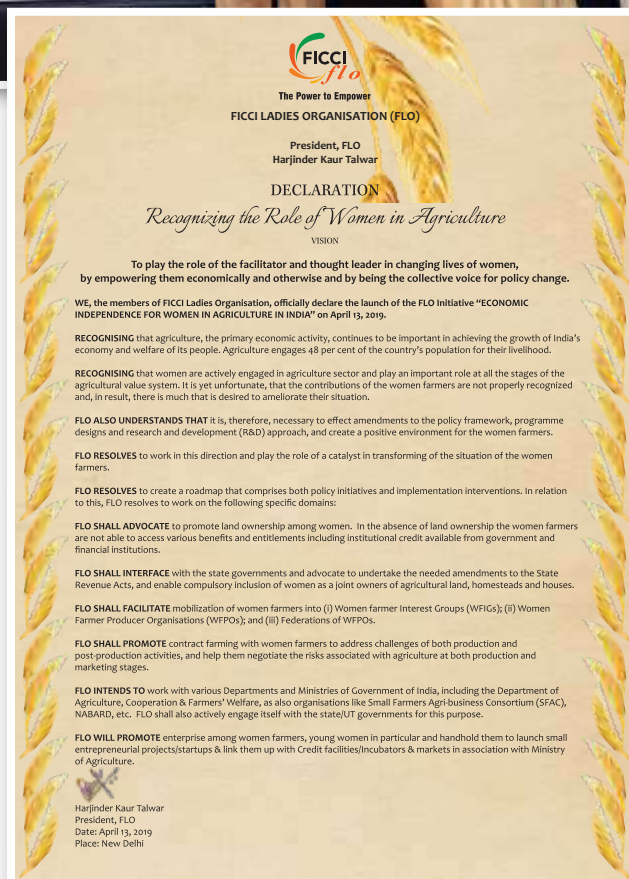 FICCI
flo
The Power to Empower
FICCI LADIES ORGANISATION (FLO)
President, FLO
Harjinder Kaur Talwar
DECLARATION
Recognizing the Role of Women in Agriculture
VISION
To play the role of the facilitator and thought leader in changing lives of women,
by empowering them economically and otherwise and by being the collective voice for policy change.
WE, the members of FICCI Ladies Organisation, officially declare the launch of the FLO Initiative “ECONOMIC
INDEPENDENCE FOR WOMEN IN AGRICULTURE IN INDIA” on April 13, 2019.
RECOGNISING that agriculture, the primary economic activity, continues to be important in achieving the growth of India’s
economy and welfare of its people. Agriculture engages 48 per cent of the country’s population for their livelihood.
RECOGNISING that women are actively engaged in agriculture sector and play an important role at all the stages of the
agricultural value system. It is yet unfortunate, that the contributions of the women farmers are not properly recognized
and, in result, there is much that is desired to ameliorate their situation.
FLO ALSO UNDERSTANDS THAT it is, therefore, necessary to effect amendments to the policy framework, programme
designs and research and development (R&D) approach, and create a positive environment for the women farmers.
FLO RESOLVES to work in this direction and play the role of a catalyst in transforming of the situation of the women
farmers.
FLO RESOLVES to create a roadmap that comprises both policy initiatives and implementation interventions. In relation
to this, FLO resolves to work on the following specific domains:
FLO SHALL ADVOCATE to promote land ownership among women. In the absence of land ownership the women farmers
are not able to access various benefits and entitlements including institutional credit available from government and
financial institutions.
FLO SHALL INTERFACE with the state governments and advocate to undertake the needed amendments to the State
Revenue Acts, and enable compulsory inclusion of women as a joint owners of agricultural land, homesteads and houses.
FLO SHALL FACILITATE mobilization of women farmers into (i) Women farmer Interest Groups (WFIGs); (ii) Women
Farmer Producer Organisations (WFPOs); and (iii) Federations of WFPOs.
FLO SHALL PROMOTE contract farming with women farmers to address challenges of both production and
post-production activities, and help them negotiate the risks associated with agriculture at both production and
marketing stages.
FLO INTENDS TO work with various Departments and Ministries of Government of India, including the Department of
Agriculture, Cooperation & Farmers’ Welfare, as also organisations like Small Farmers Agri-business Consortium (SFAC),
NABARD, etc. FLO shall also actively engage itself with the state/UT governments for this purpose.
FLO WILL PROMOTE enterprise among women farmers, young women in particular and handhold them to launch small
entrepreneurial projects/startups & link them up with Credit facilities/Incubators & markets in association with Ministry
of Agriculture.
Harjinder Kaur Talwar
President, FLO
Date: April 13, 2019
Place: New Delhi